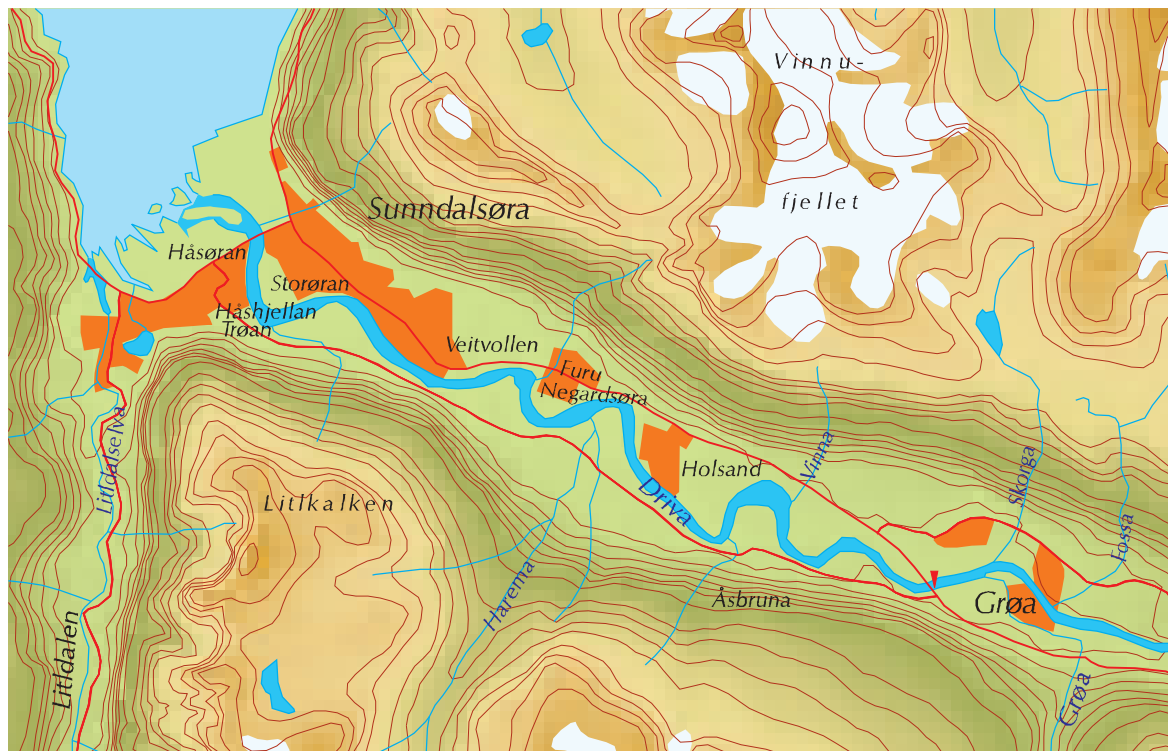 Vinnu-
fjellet
Sunndalsøra
Håsøran
Storøran
Håshjellan
Trøan
Veitvollen
Furu
Negardsøra
Holsand
Vinna
Litldalselva
Litlkalken
Driva
Skorga
Fossa
Harema
Åsbruna
Grøa
Litldalen
Grøa